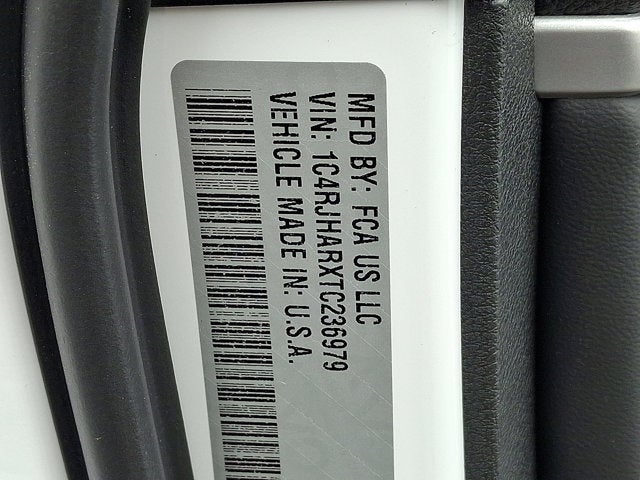 MFD BY: FCA US LLC
VIN: 1C4RJHARXTC236979
VEHICLE MADE IN: U.S.A.